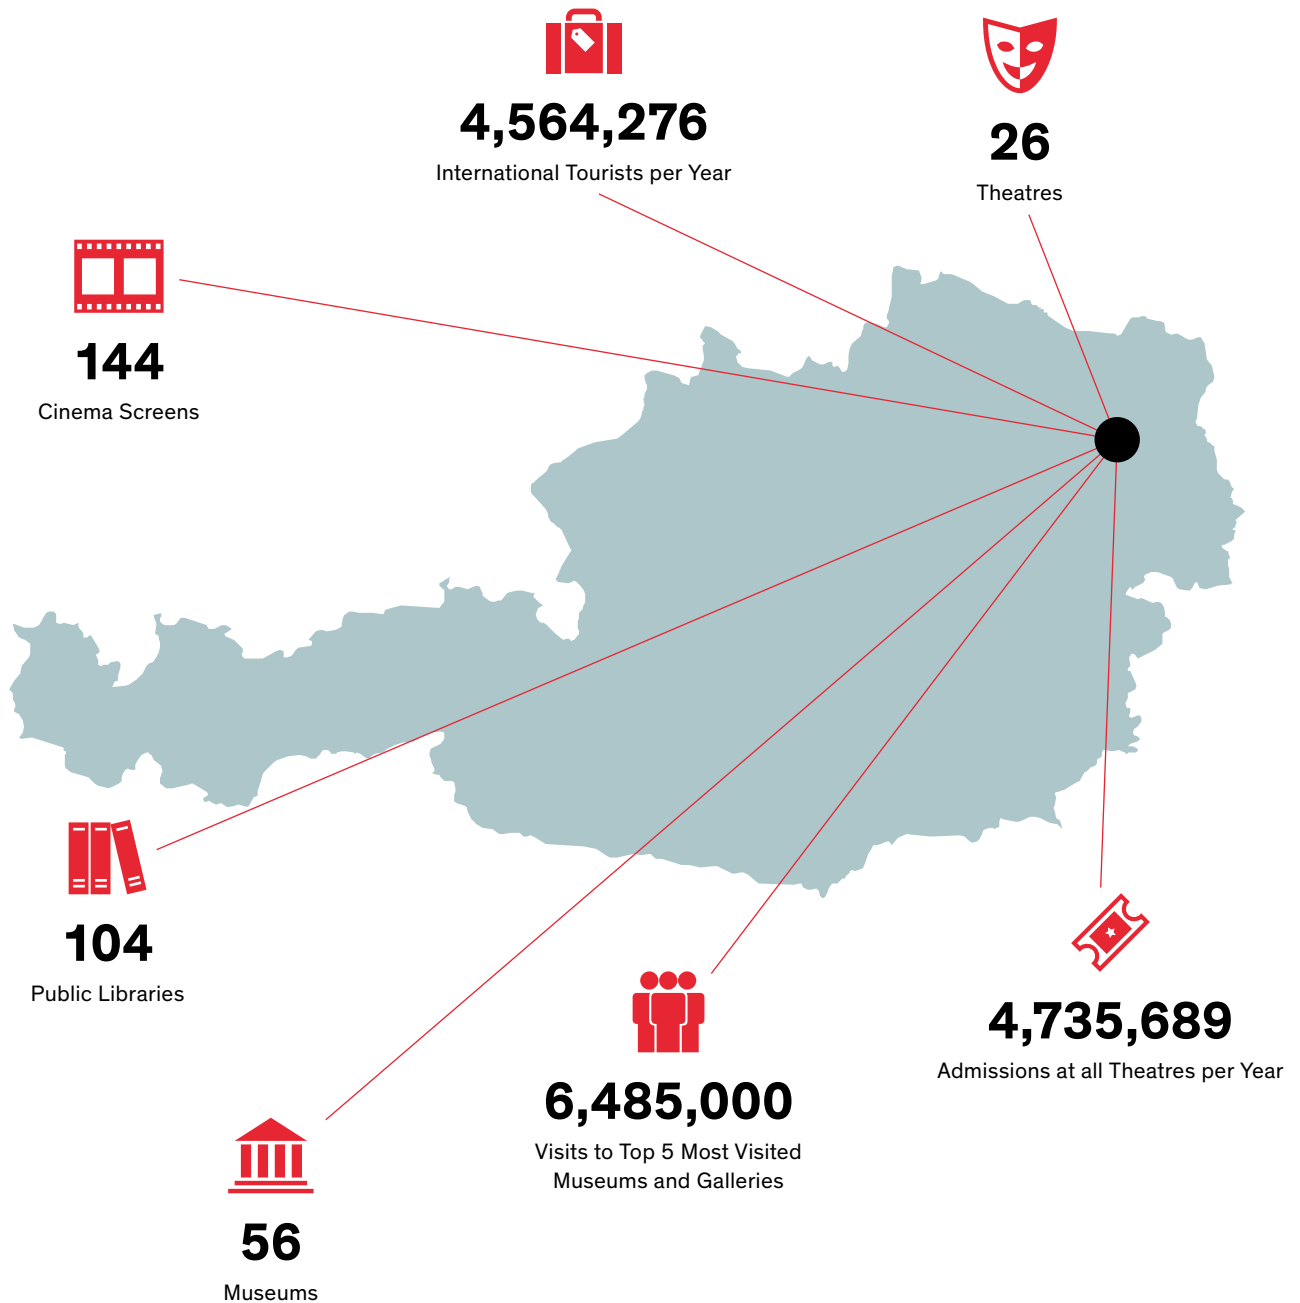 4,564,276
International Tourists per Year
26
Theatres
144
Cinema Screens
104
Public Libraries
4,735,689
Admissions at all Theatres per Year
6,485,000
Visits to Top 5 Most Visited
Museums and Galleries
56
Museums